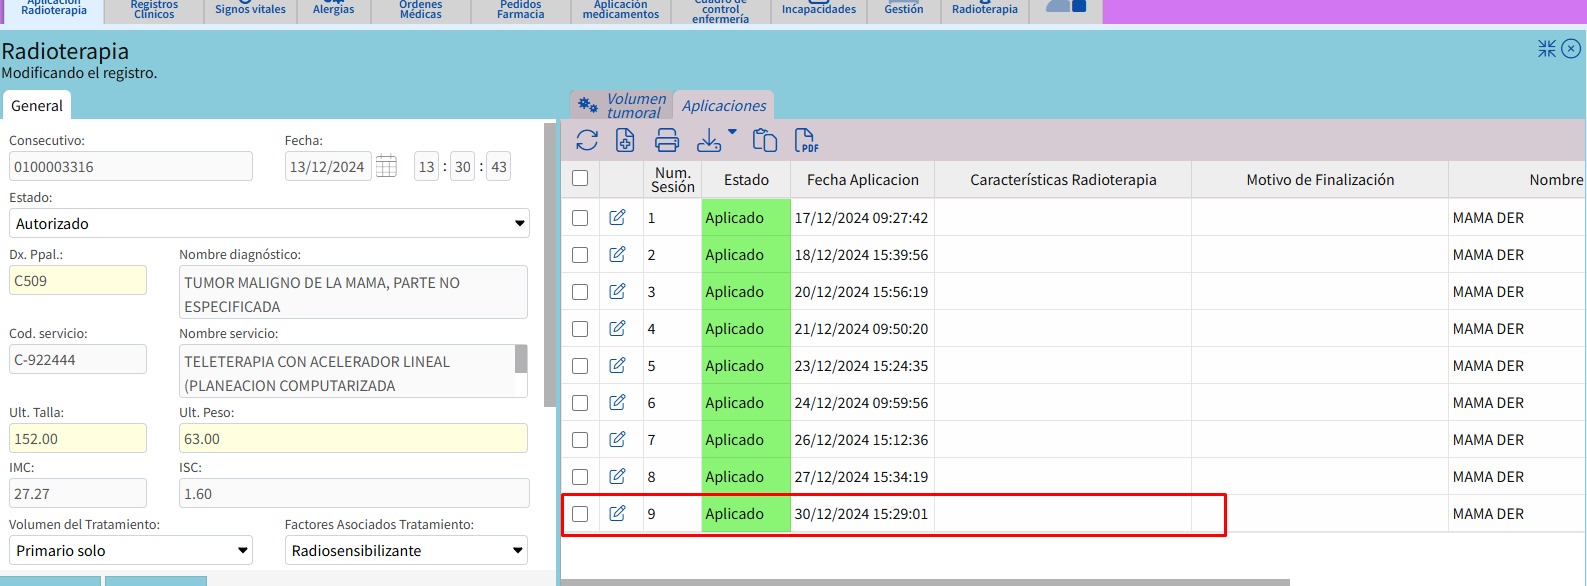 Aplicación
Radioterapia
Registros
Clínicos
Signos vitales
Alergias
Órdenes
Médicas
Pedidos
Farmacia
Aplicación
medicamentos
Cuadro de
control
enfermería
Incapacidades
Gestión
Radioterapia
Radioterapia
Modificando el registro.
General
Consecutivo:
Fecha:
0100003316
13/12/2024
13 : 30 : 43
Estado:
Autorizado
Dx. Ppal.:
Nombre diagnóstico:
C509
TUMOR MALIGNO DE LA MAMA, PARTE NO
ESPECIFICADA
Cod. servicio:
Nombre servicio:
C-922444
TELETERAPIA CON ACELERADOR LINEAL
(PLANEACION COMPUTARIZADA
Ult. Talla:
Ult. Peso:
152.00
63.00
IMC:
ISC:
27.27
1.60
Volumen del Tratamiento:
Factores Asociados Tratamiento:
Primario solo
Radiosensibilizante
Volumen
tumoral
Aplicaciones
PDF
Num.
Sesión
Estado
Fecha Aplicacion
Características Radioterapia
Motivo de Finalización
Nombre
1 Aplicado 17/12/2024 09:27:42 MAMA DER
2 Aplicado 18/12/2024 15:39:56 MAMA DER
3 Aplicado 20/12/2024 15:56:19 MAMA DER
4 Aplicado 21/12/2024 09:50:20 MAMA DER
5 Aplicado 23/12/2024 15:24:35 MAMA DER
6 Aplicado 24/12/2024 09:59:56 MAMA DER
7 Aplicado 26/12/2024 15:12:36 MAMA DER
8 Aplicado 27/12/2024 15:34:19 MAMA DER
9 Aplicado 30/12/2024 15:29:01 MAMA DER